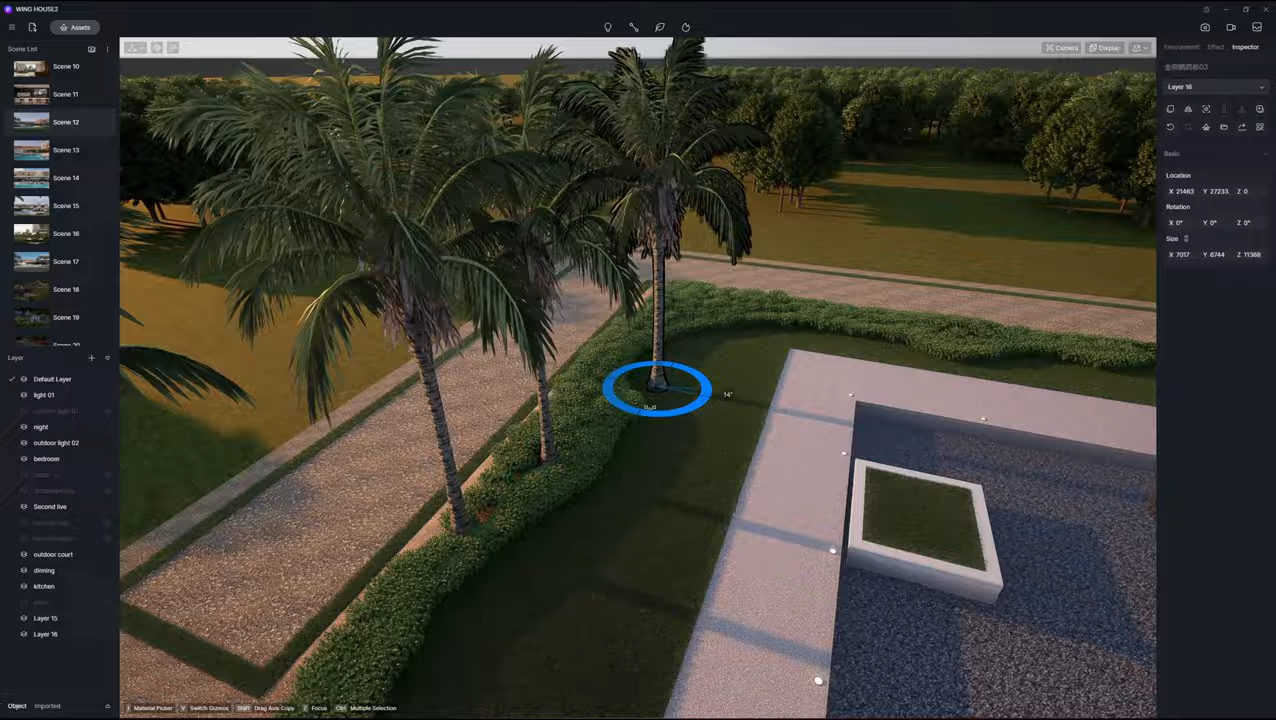 WING HOUSE2
Assets
Scene List
Scene 10
Scene 11
Scene 12
Scene 13
Scene 14
Scene 15
Scene 16
Scene 17
Scene 18
Scene 19
Layer
Default Layer
light 01
night
outdoor light 02
bedroom
Second live
outdoor court
dinning
kitchen
Layer 15
Layer 16
Object Imported
Camera Display
14°
Material Picker V Switch Gizmos Shift Drag Axis Copy Z Focus Ctrl Multiple Selection
Environment Effect Inspector
Layer 16
Basic
Location
X 21463 Y 27233 Z 0
Rotation
X 0° Y 0° Z 0°
Size
X 7017 Y 6744 Z 11368